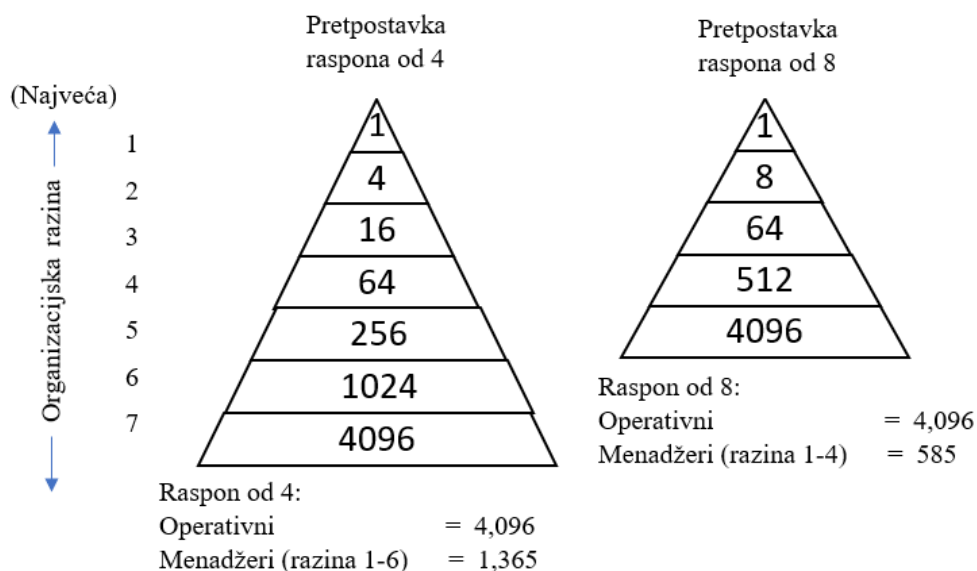 Pretpostavka
raspona od 4
Pretpostavka
raspona od 8
(Najveća)
Organizacijska razina
1
2
3
4
5
6
7
1
4
16
64
256
1024
4096
1
8
64
512
4096
Raspon od 4:
Operativni = 4,096
Menadžeri (razina 1-6) = 1,365
Raspon od 8:
Operativni = 4,096
Menadžeri (razina 1-4) = 585